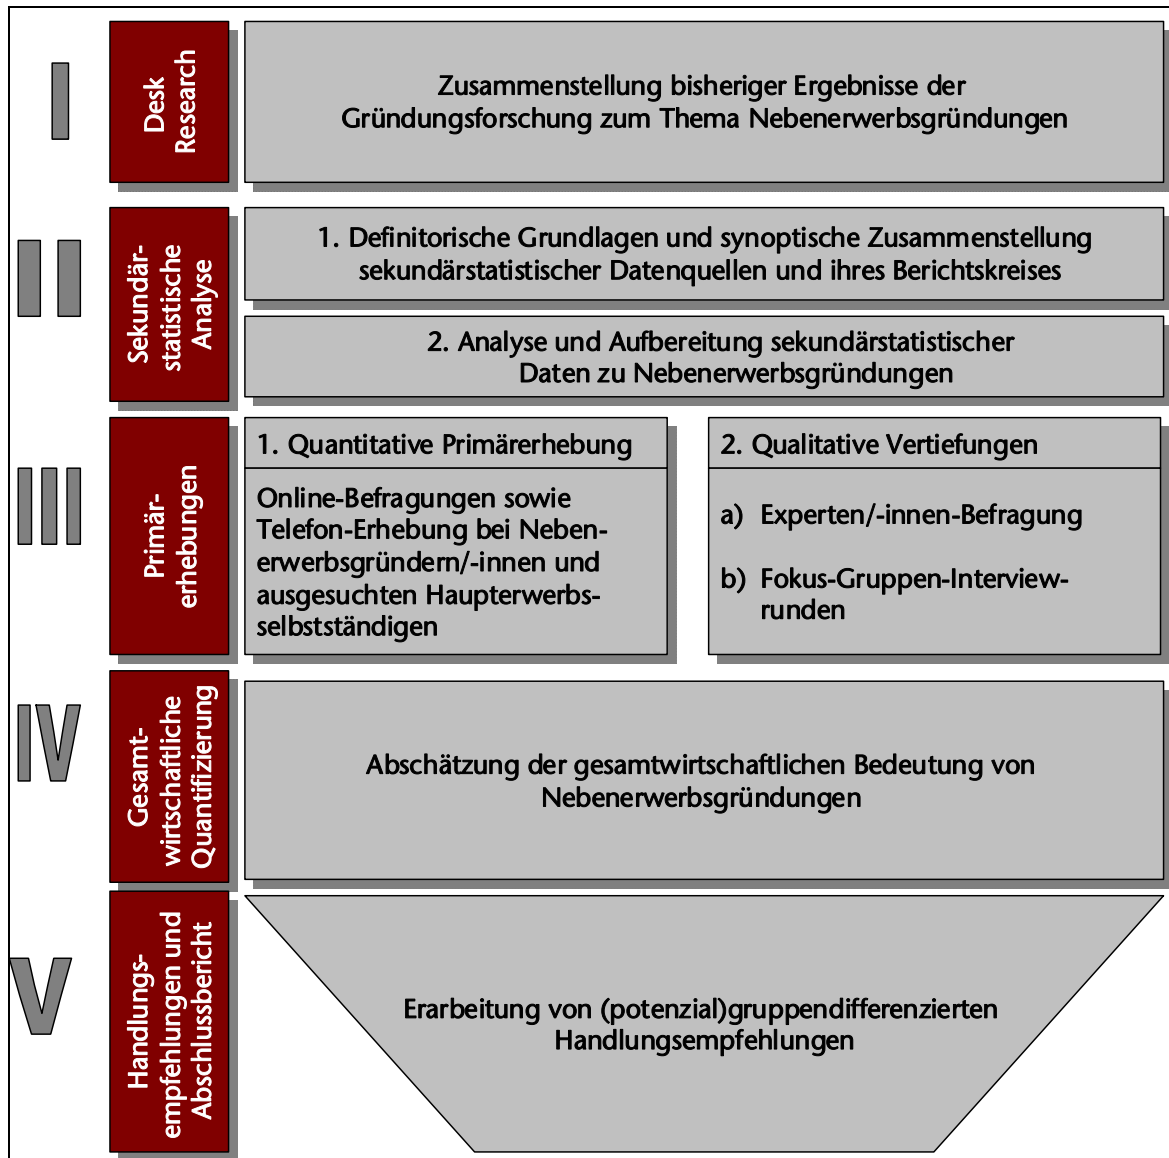 I
Desk
Research
Zusammenstellung bisheriger Ergebnisse der
Gründungsforschung zum Thema Nebenerwerbsgründungen
II
Sekundär-
statistische
Analyse
1. Definitorische Grundlagen und synoptische Zusammenstellung
sekundärstatistischer Datenquellen und ihres Berichtskreises
2. Analyse und Aufbereitung sekundärstatistischer
Daten zu Nebenerwerbsgründungen
III
Primär-
erhebungen
1. Quantitative Primärerhebung
Online-Befragungen sowie
Telefon-Erhebung bei Neben-
erwerbsgründern/-innen und
ausgesuchten Haupterwerbs-
selbstständigen
2. Qualitative Vertiefungen
a) Experten/-innen-Befragung
b) Fokus-Gruppen-Interview-
runden
IV
Gesamt-
wirtschaftliche
Quantifizierung
Abschätzung der gesamtwirtschaftlichen Bedeutung von
Nebenerwerbsgründungen
V
Handlungs-
empfehlungen und
Abschlussbericht
Erarbeitung von (potenzial)gruppendifferenzierten
Handlungsempfehlungen